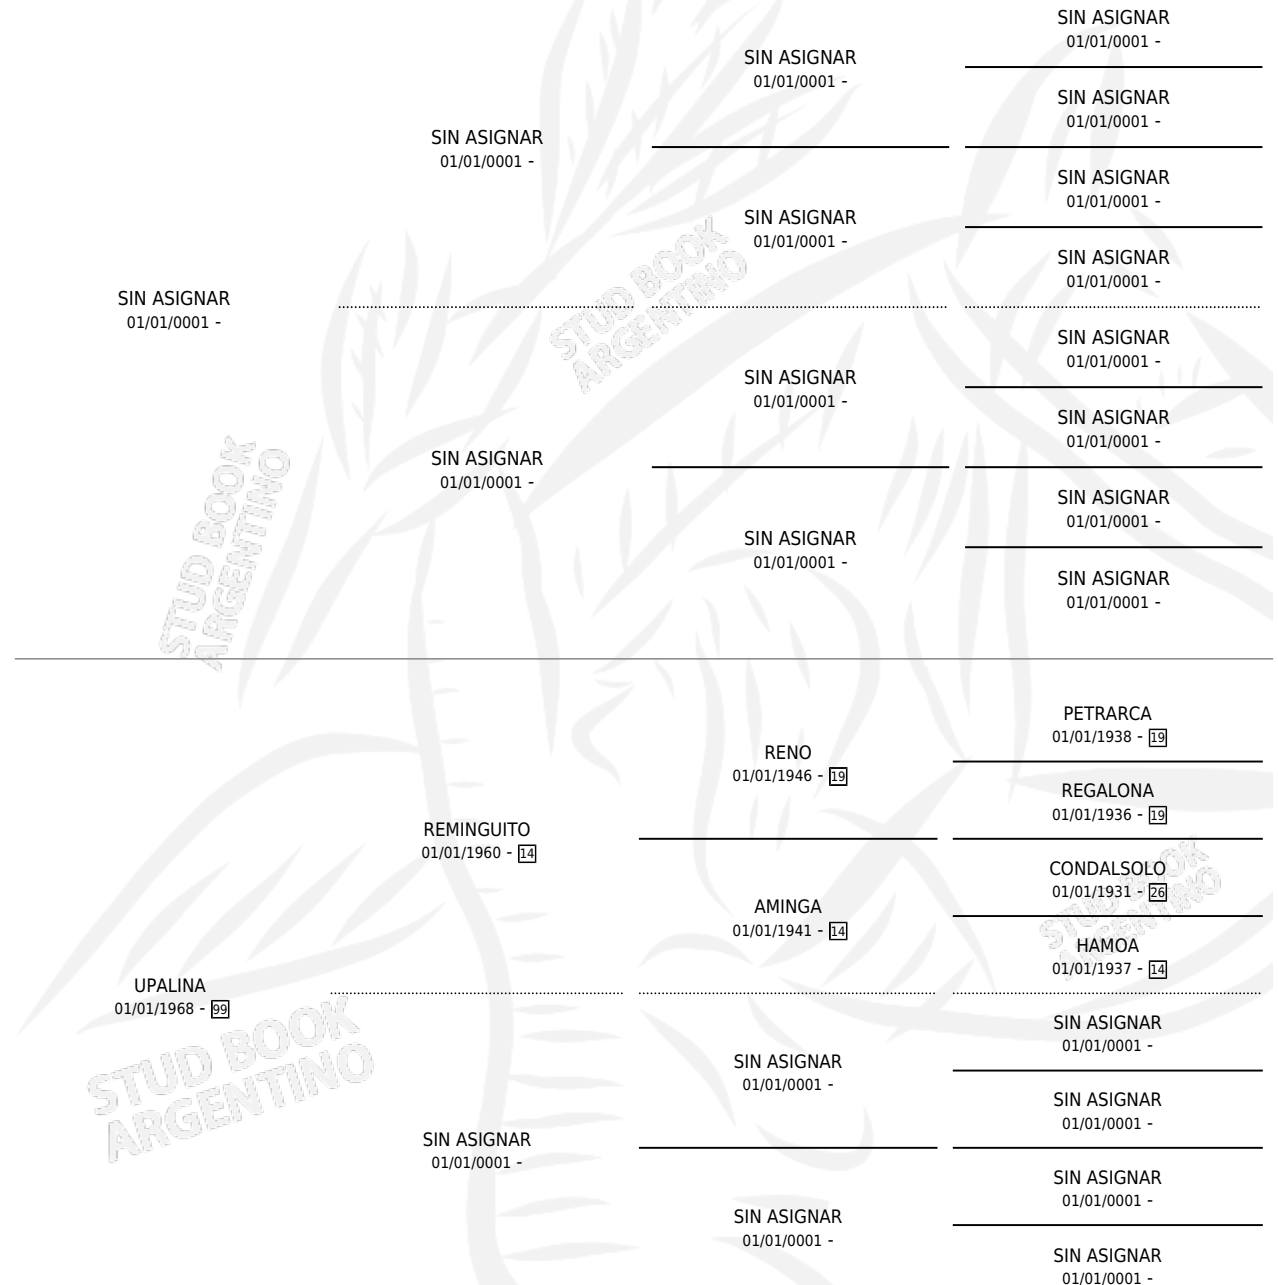 SIN ASIGNAR
01/01/0001 -
SIN ASIGNAR
01/01/0001 -
SIN ASIGNAR
01/01/0001 -
SIN ASIGNAR
01/01/0001 -
SIN ASIGNAR
01/01/0001 -
SIN ASIGNAR
01/01/0001 -
SIN ASIGNAR
01/01/0001 -
SIN ASIGNAR
01/01/0001 -
STUD BOOK
ARGENTINO
SIN ASIGNAR
01/01/0001 -
SIN ASIGNAR
01/01/0001 -
SIN ASIGNAR
01/01/0001 -
SIN ASIGNAR
01/01/0001 -
SIN ASIGNAR
01/01/0001 -
STUD BOOK
ARGENTINO
SIN ASIGNAR
01/01/0001 -
SIN ASIGNAR
01/01/0001 -
SIN ASIGNAR
01/01/0001 -
PETRARCA
01/01/1938 - 19
RENO
01/01/1946 - 19
REGALONA
01/01/1936 - 19
REMINGUITO
01/01/1960 - 14
CONDALSOLO
01/01/1931 - 26
STUD BOOK
ARGENTINO
AMINGA
01/01/1941 - 14
HAMOA
01/01/1937 - 14
UPALINA
01/01/1968 - 99
STUD BOOK
ARGENTINO
SIN ASIGNAR
01/01/0001 -
SIN ASIGNAR
01/01/0001 -
SIN ASIGNAR
01/01/0001 -
SIN ASIGNAR
01/01/0001 -
SIN ASIGNAR
01/01/0001 -
SIN ASIGNAR
01/01/0001 -
SIN ASIGNAR
01/01/0001 -